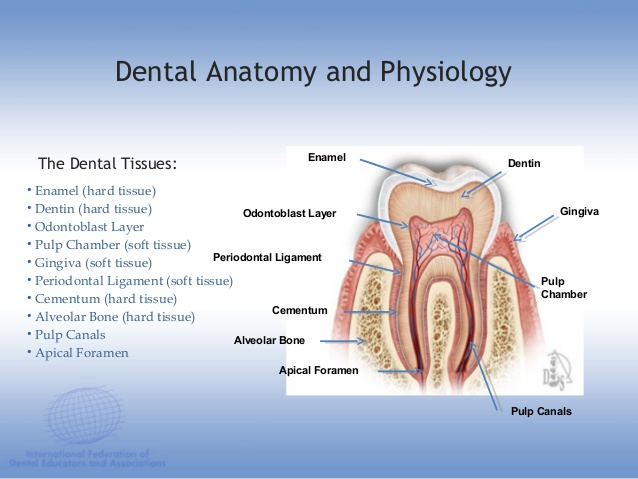 Dental Anatomy and Physiology
The Dental Tissues:
• Enamel (hard tissue)
• Dentin (hard tissue)
• Odontoblast Layer
• Pulp Chamber (soft tissue)
• Gingiva (soft tissue)
• Periodontal Ligament (soft tissue)
• Cementum (hard tissue)
• Alveolar Bone (hard tissue)
• Pulp Canals
• Apical Foramen
Enamel
Dentin
Odontoblast Layer
Gingiva
Periodontal Ligament
Pulp
Chamber
Cementum
Alveolar Bone
Apical Foramen
Pulp Canals
International Federation of
Dental Educators and Associations